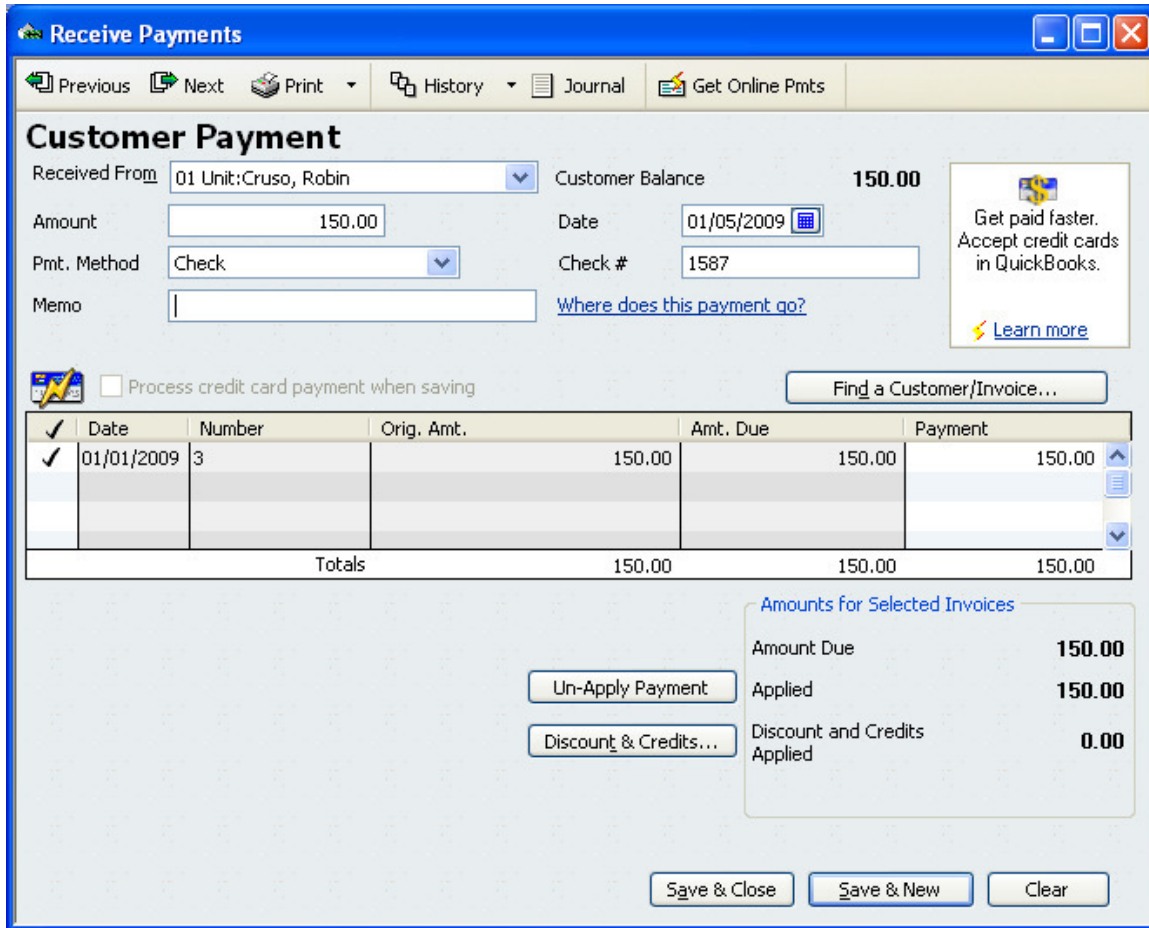 Receive Payments
Previous Next Print History Journal Get Online Pmts
Customer Payment
Received From 01 Unit:Cruso, Robin Customer Balance 150.00
Amount 150.00 Date 01/05/2009
Pmt. Method Check Check # 1587
Memo Where does this payment go?
Get paid faster.
Accept credit cards
in QuickBooks.
Learn more
Process credit card payment when saving Find a Customer/Invoice...
Date Number Orig. Amt. Amt. Due Payment
01/01/2009 3 150.00 150.00 150.00
Totals 150.00 150.00 150.00
Amounts for Selected Invoices
Amount Due 150.00
Un-Apply Payment Applied 150.00
Discount & Credits... Discount and Credits
Applied 0.00
Save & Close Save & New Clear